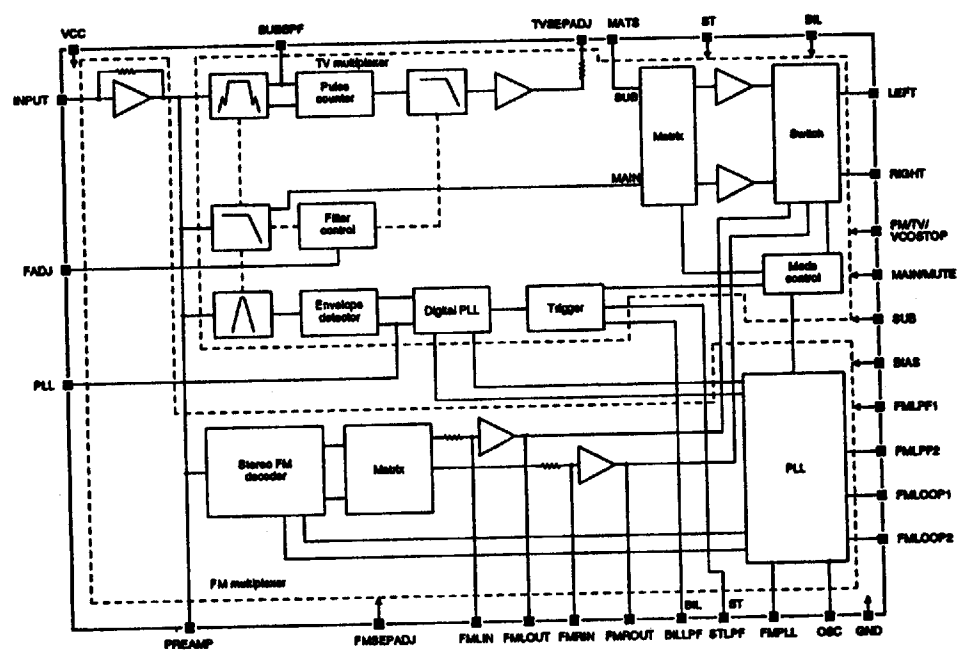 VCC
SUBBPF
TVSEPADJ
MATS
ST
BIL
TV multiplexer
INPUT
Pulse
counter
SUB
Matrix
Switch
LEFT
MAIN
RIGHT
Filter
control
FM/TV/
VCOSTOP
FADJ
Mode
control
MAIN/MUTE
Envelope
detector
Digital PLL
Trigger
SUB
PLL
BIAS
FMLPF1
Stereo FM
decoder
Matrix
PLL
FMLPF2
FMLOOP1
FMLOOP2
FM multiplexer
BIL
ST
PREAMP
FMSEPADJ
FMLIN
FMLOUT
FMRIN
FMROUT
BILLPF
STLPF
FMPLL
OSC
GND